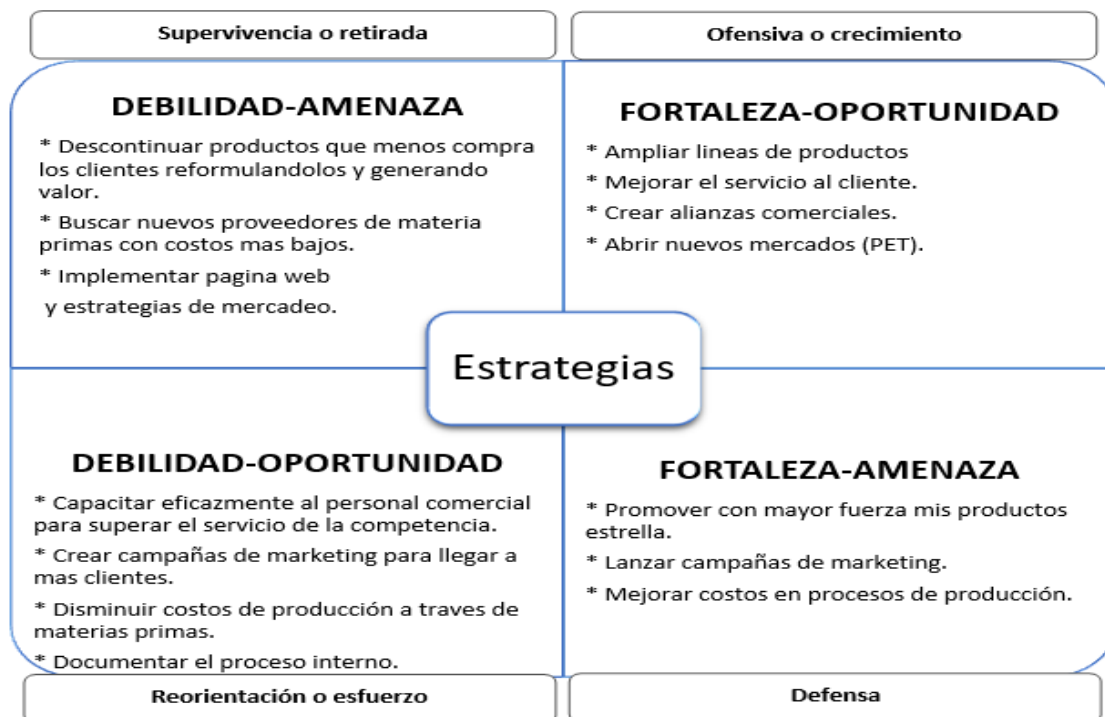 Supervivencia o retirada
Ofensiva o crecimiento
DEBILIDAD-AMENAZA
* Descontinuar productos que menos compra
los clientes reformulandolos y generando
valor.
* Buscar nuevos proveedores de materia
primas con costos mas bajos.
* Implementar pagina web
y estrategias de mercadeo.
FORTALEZA-OPORTUNIDAD
* Ampliar lineas de productos
* Mejorar el servicio al cliente.
* Crear alianzas comerciales.
* Abrir nuevos mercados (PET).
Estrategias
DEBILIDAD-OPORTUNIDAD
* Capacitar eficazmente al personal comercial
para superar el servicio de la competencia.
* Crear campañas de marketing para llegar a
mas clientes.
* Disminuir costos de producción a traves de
materias primas.
* Documentar el proceso interno.
FORTALEZA-AMENAZA
* Promover con mayor fuerza mis productos
estrella.
* Lanzar campañas de marketing.
* Mejorar costos en procesos de producción.
Reorientación o esfuerzo
Defensa